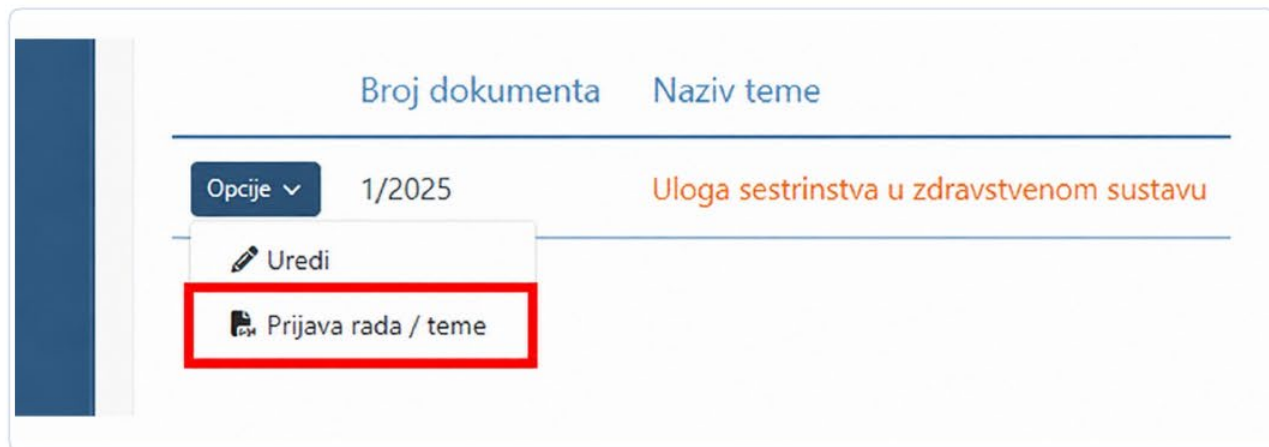 Broj dokumenta Naziv teme
Opcije 1/2025 Uloga sestrinstva u zdravstvenom sustavu
Uredi
Prijava rada / teme